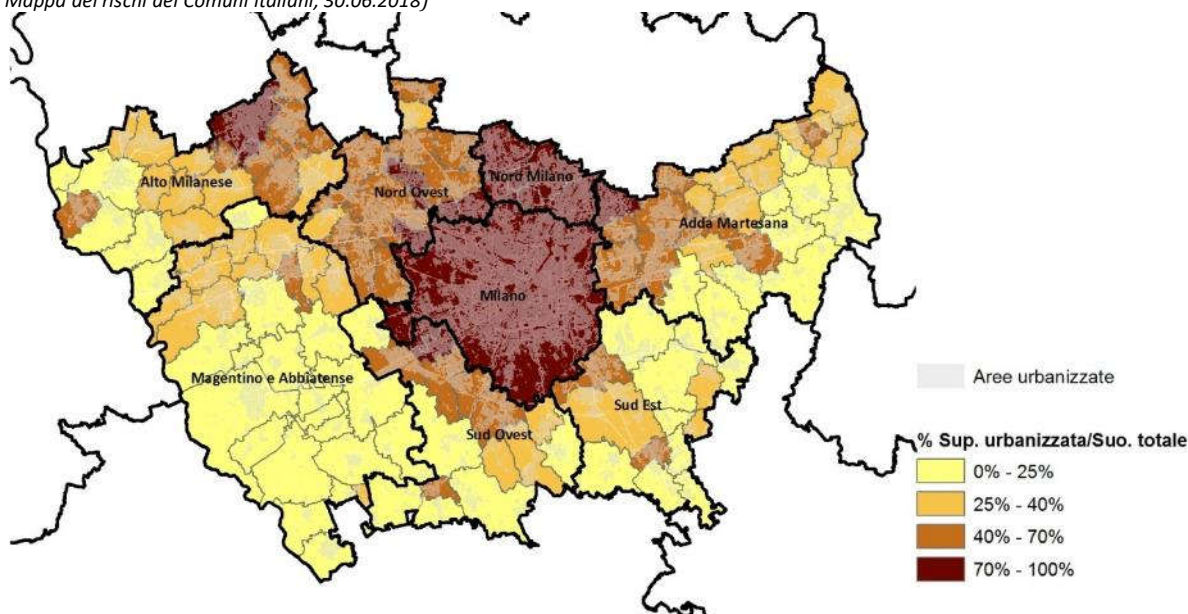 Mappa dei rischi dei Comuni italiani, 30.06.2018)
Alto Milanese
Nord Ovest
Nord Milano
Adda Martesana
Milano
Magentino e Abbiatense
Sud Est
Sud Ovest
Aree urbanizzate
% Sup. urbanizzata/Suo. totale
0% - 25%
25% - 40%
40% - 70%
70% - 100%